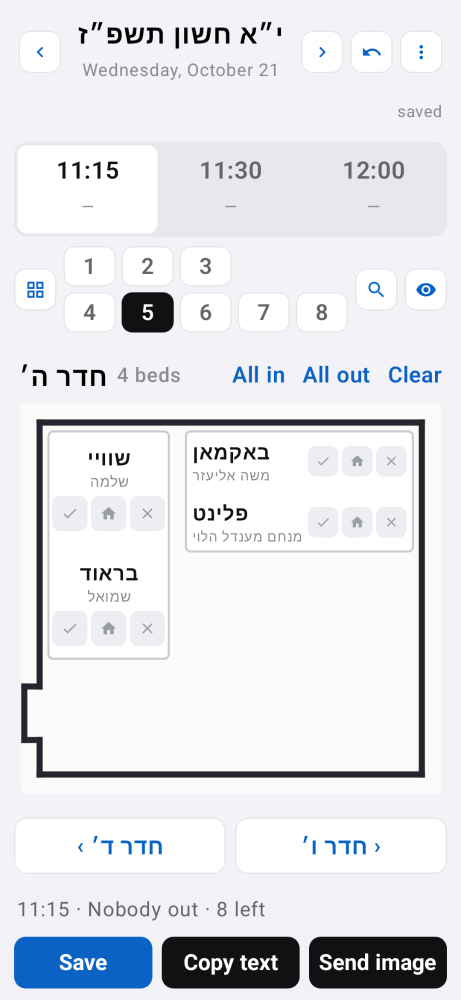 י״א חשון תשפ״ז
Wednesday, October 21
saved
11:15 11:30 12:00
– – –
1 2 3
4 5 6 7 8
חדר ה׳ 4 beds All in All out Clear
שווויי
שלמה
בראוד
שמואל
באקמאן
משה אליעזר
פלינט
מנחם מענדל הלוי
‹ חדר ד׳
חדר ו׳ ›
11:15 · Nobody out · 8 left
Save Copy text Send image